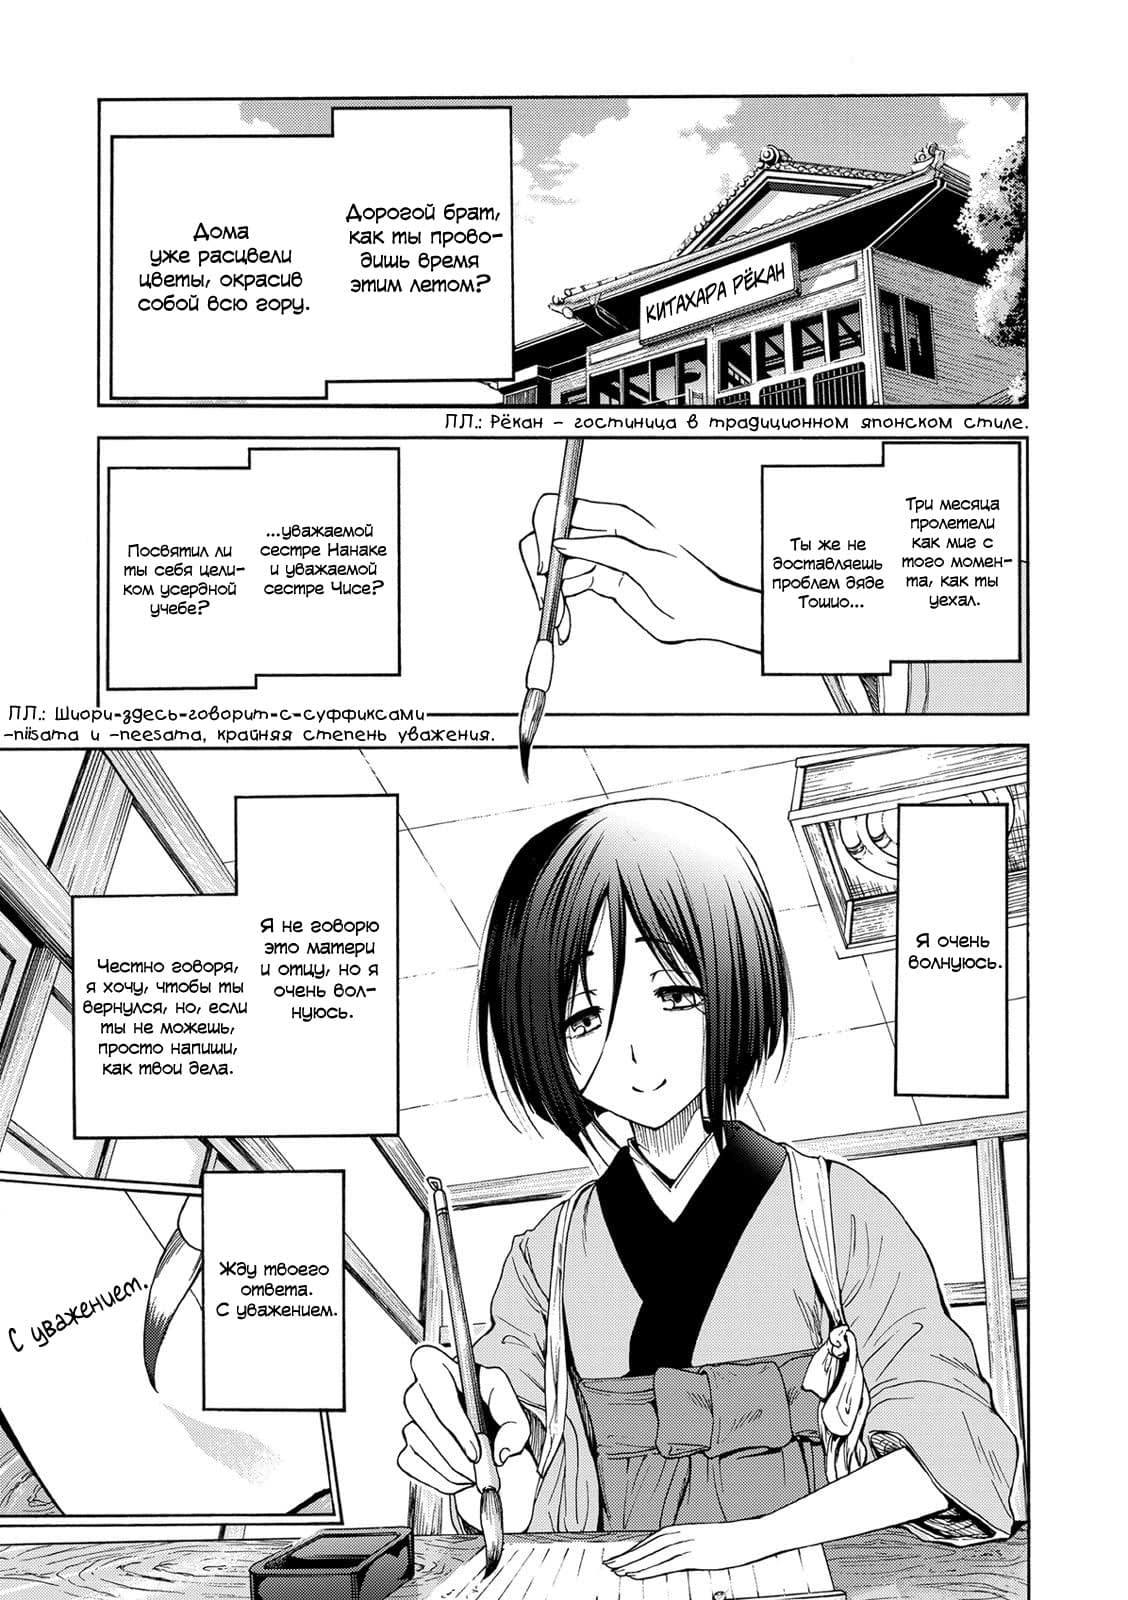 Дорогой брат,
как ты прово-
дишь время
этим летом?
Дома
уже расцвели
цветы, окрасив
собой всю гору.
КИТАХАРА РЁКАН
ПЛ.: Рёкан – гостиница в традиционном японском стиле.
Три месяца
пролетели
как миг с
того момен-
та, как ты
уехал.
Ты же не
доставляешь
проблем дяде
Тошио...
...уважаемой
сестре Нанаке
и уважаемой
сестре Чисе?
Посвятил ли
ты себя цели-
ком усердной
учебе?
ПЛ.: Шиори здесь говорит с суффиксами
-niisama и -neesama, крайняя степень уважения.
Я очень
волнуюсь.
Я не говорю
это матери
и отцу, но я
очень вол-
нуюсь.
Честно говоря,
я хочу, чтобы ты
вернулся, но, если
ты не можешь,
просто напиши,
как твои дела.
Жду твоего
ответа.
С уважением.
С уважением.